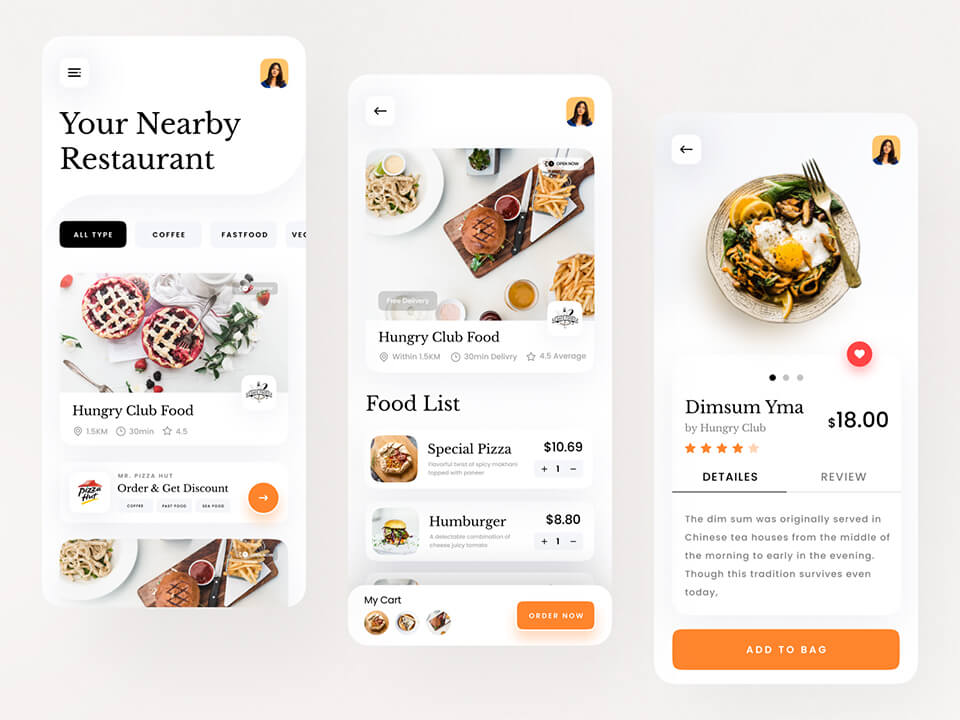 Your Nearby
Restaurant
ALL TYPE
COFFEE
FASTFOOD
VEG
Hungry Club Food
1.5KM
30min
4.5
Pizza
Hut
MR. PIZZA HUT
Order & Get Discount
COFFEE
FAST FOOD
SEA FOOD
OPEN NOW
Free Delivery
Hungry Club Food
Within 1.5KM
30min Delivry
4.5 Average
Food List
Special Pizza
$10.69
Flavorful twist of spicy makhani
topped with paneer
+ 1 −
Humburger
$8.80
A delectable combination of
cheese juicy tomato
+ 1 −
My Cart
ORDER NOW
Dimsum Yma
by Hungry Club
$18.00
DETAILES
REVIEW
The dim sum was originally served in
Chinese tea houses from the middle of
the morning to early in the evening.
Though this tradition survives even
today,
ADD TO BAG